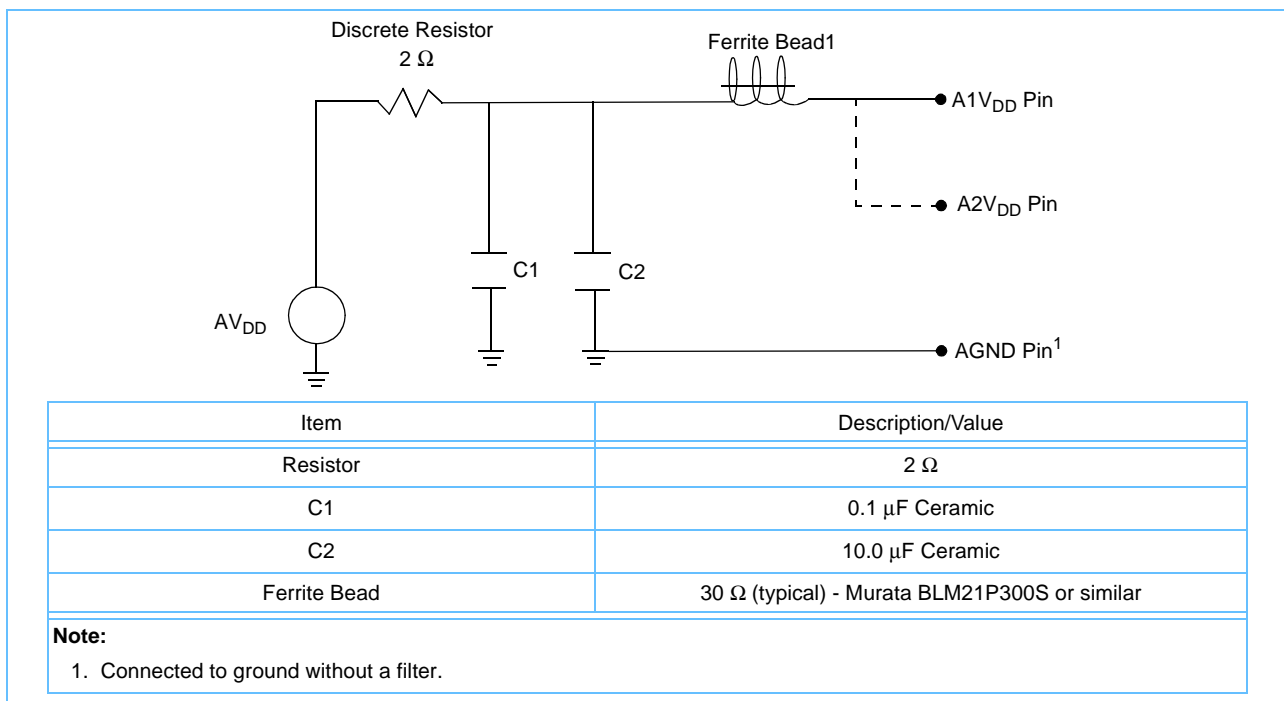 Discrete Resistor
2 Ω
Ferrite Bead1
A1VDD Pin
A2VDD Pin
C1
C2
AVDD
AGND Pin1
Item Description/Value
Resistor 2 Ω
C1 0.1 μF Ceramic
C2 10.0 μF Ceramic
Ferrite Bead 30 Ω (typical) - Murata BLM21P300S or similar
Note:
1. Connected to ground without a filter.